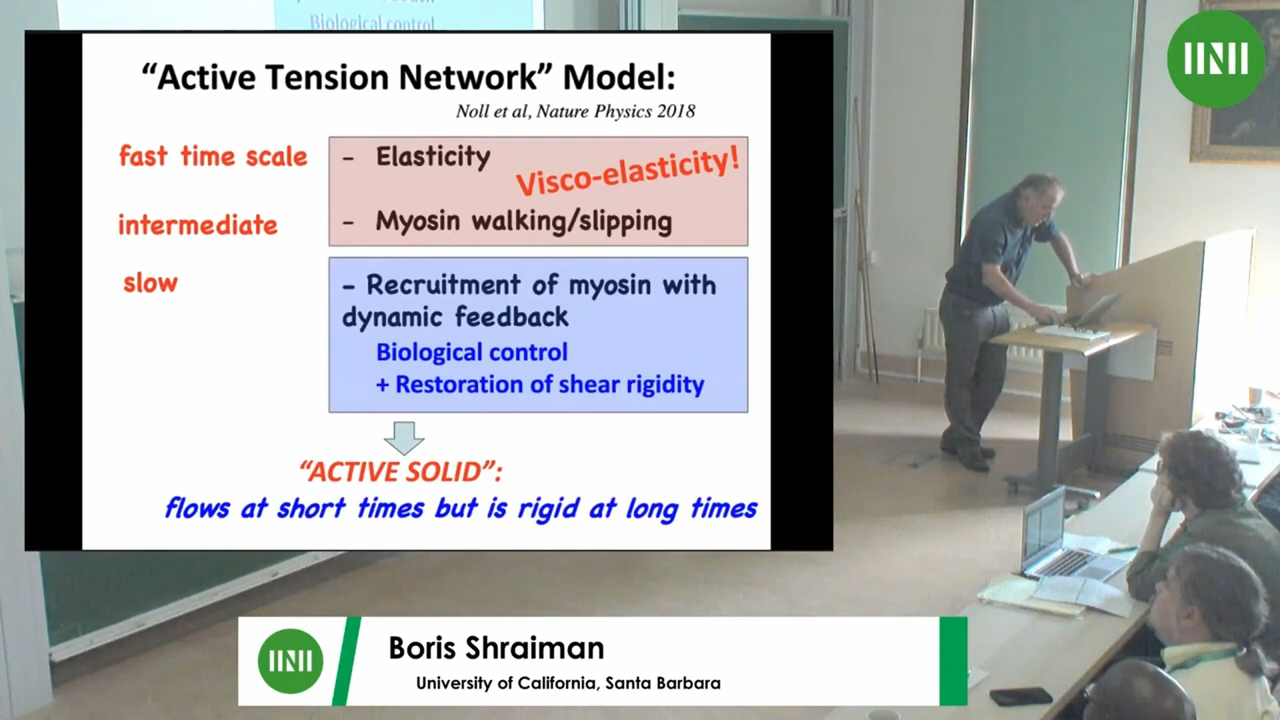 Biological control
“Active Tension Network” Model:
Noll et al, Nature Physics 2018
fast time scale
- Elasticity
Visco-elasticity!
intermediate
- Myosin walking/slipping
slow
- Recruitment of myosin with
dynamic feedback
Biological control
+ Restoration of shear rigidity
“ACTIVE SOLID”:
flows at short times but is rigid at long times
Boris Shraiman
University of California, Santa Barbara